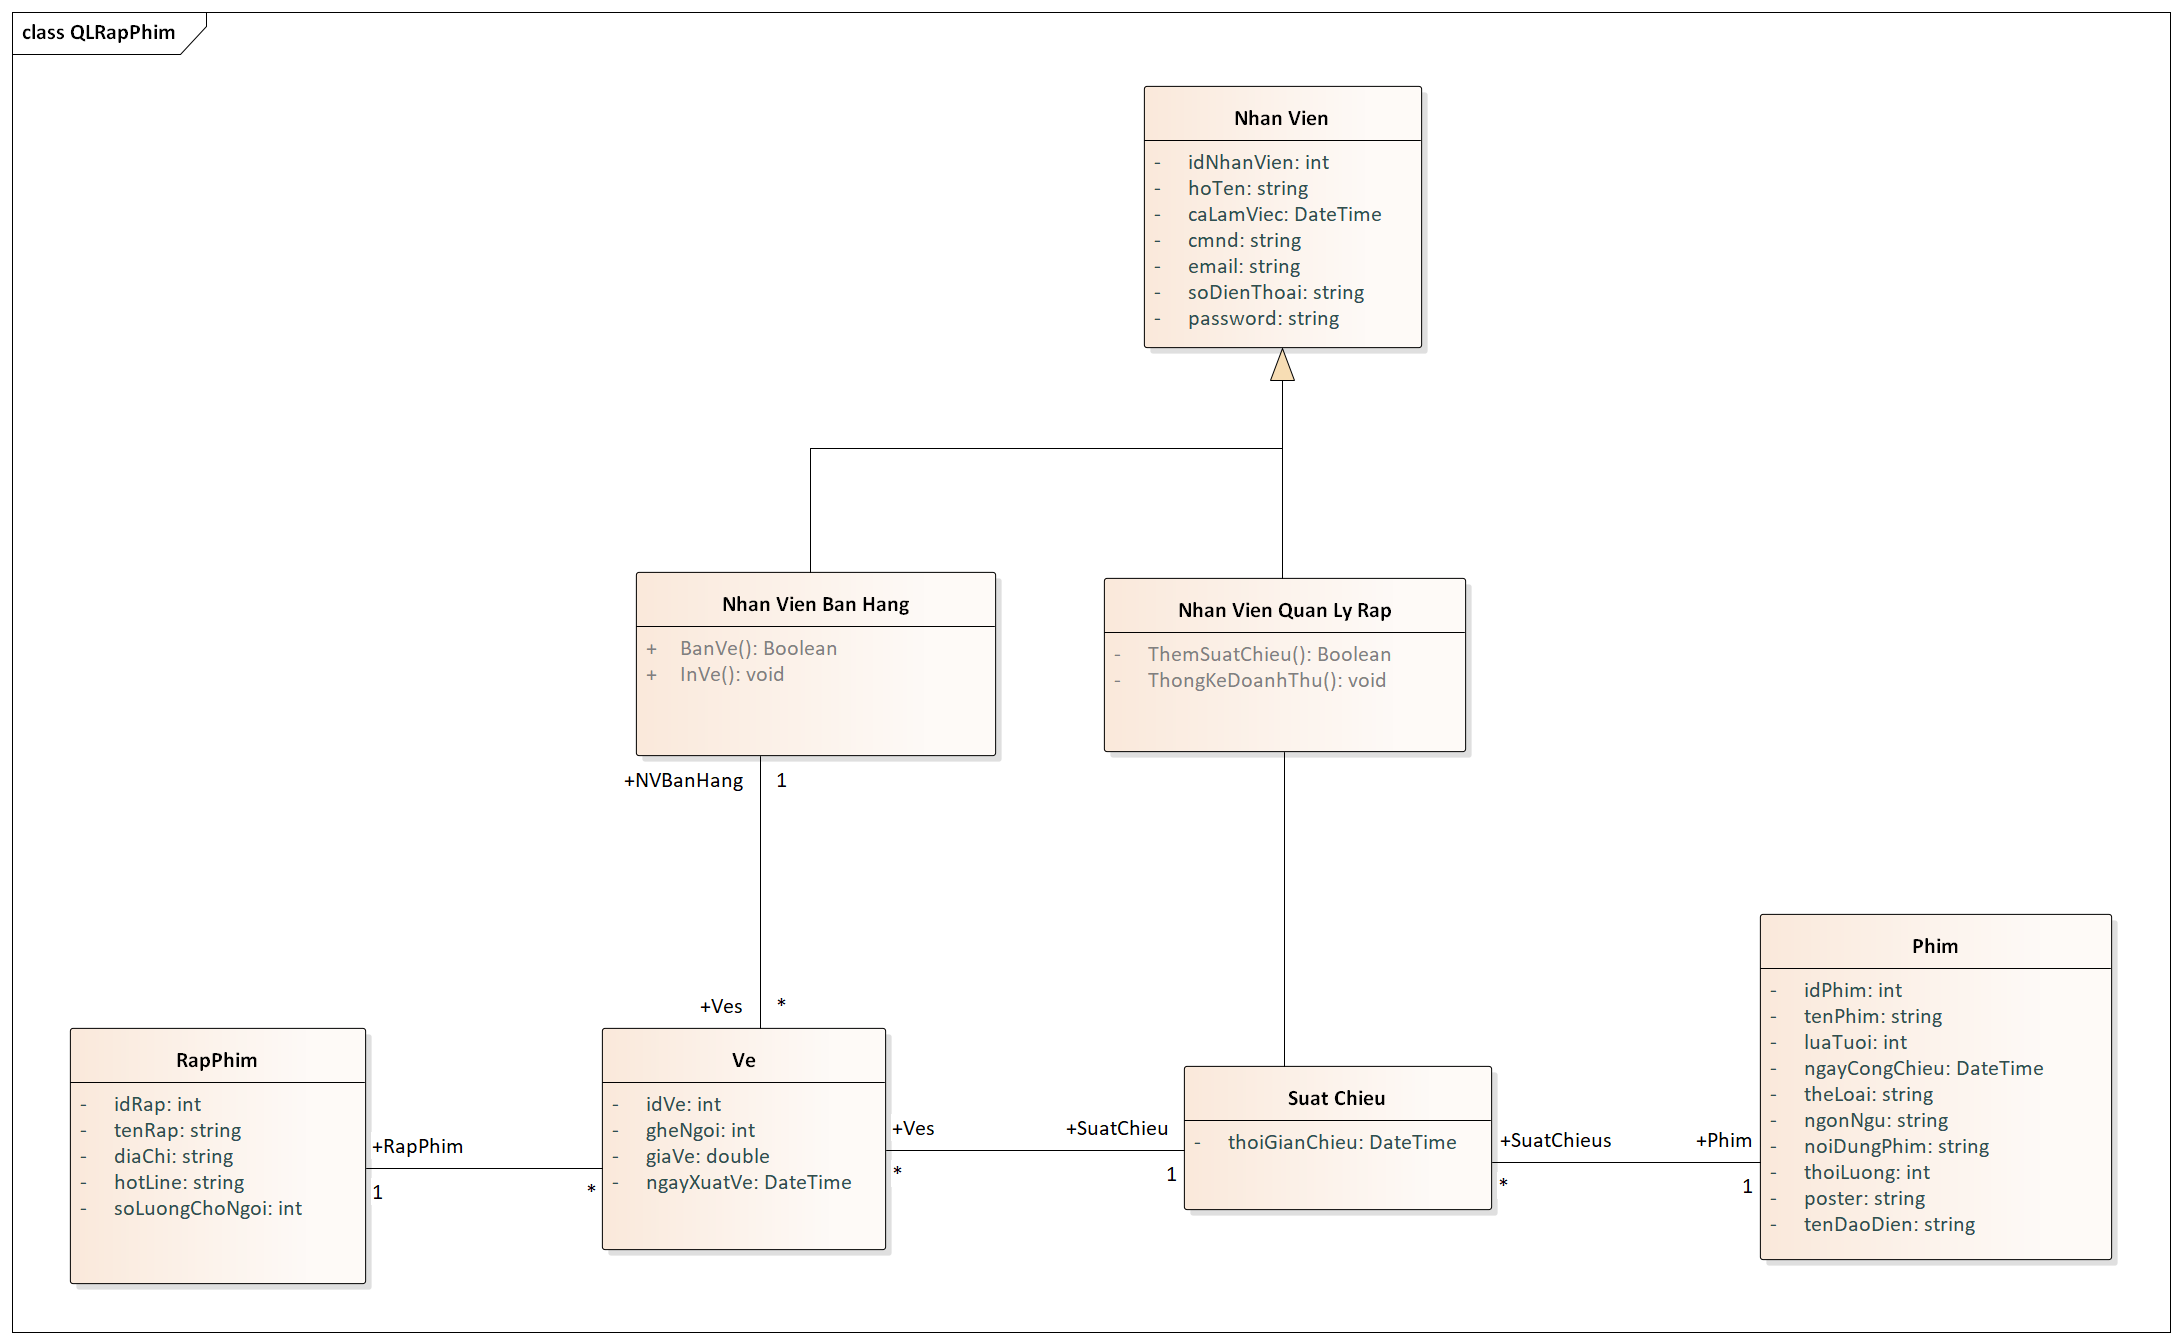 class QLRapPhim
Nhan Vien
- idNhanVien: int
- hoTen: string
- caLamViec: DateTime
- cmnd: string
- email: string
- soDienThoai: string
- password: string
Nhan Vien Ban Hang
+ BanVe(): Boolean
+ InVe(): void
Nhan Vien Quan Ly Rap
- ThemSuatChieu(): Boolean
- ThongKeDoanhThu(): void
+NVBanHang 1
+Ves *
RapPhim
- idRap: int
- tenRap: string
- diaChi: string
- hotLine: string
- soLuongChoNgoi: int
+RapPhim
1 *
Ve
- idVe: int
- gheNgoi: int
- giaVe: double
- ngayXuatVe: DateTime
+Ves +SuatChieu
* 1
Suat Chieu
- thoiGianChieu: DateTime
+SuatChieus +Phim
* 1
Phim
- idPhim: int
- tenPhim: string
- luaTuoi: int
- ngayCongChieu: DateTime
- theLoai: string
- ngonNgu: string
- noiDungPhim: string
- thoiLuong: int
- poster: string
- tenDaoDien: string